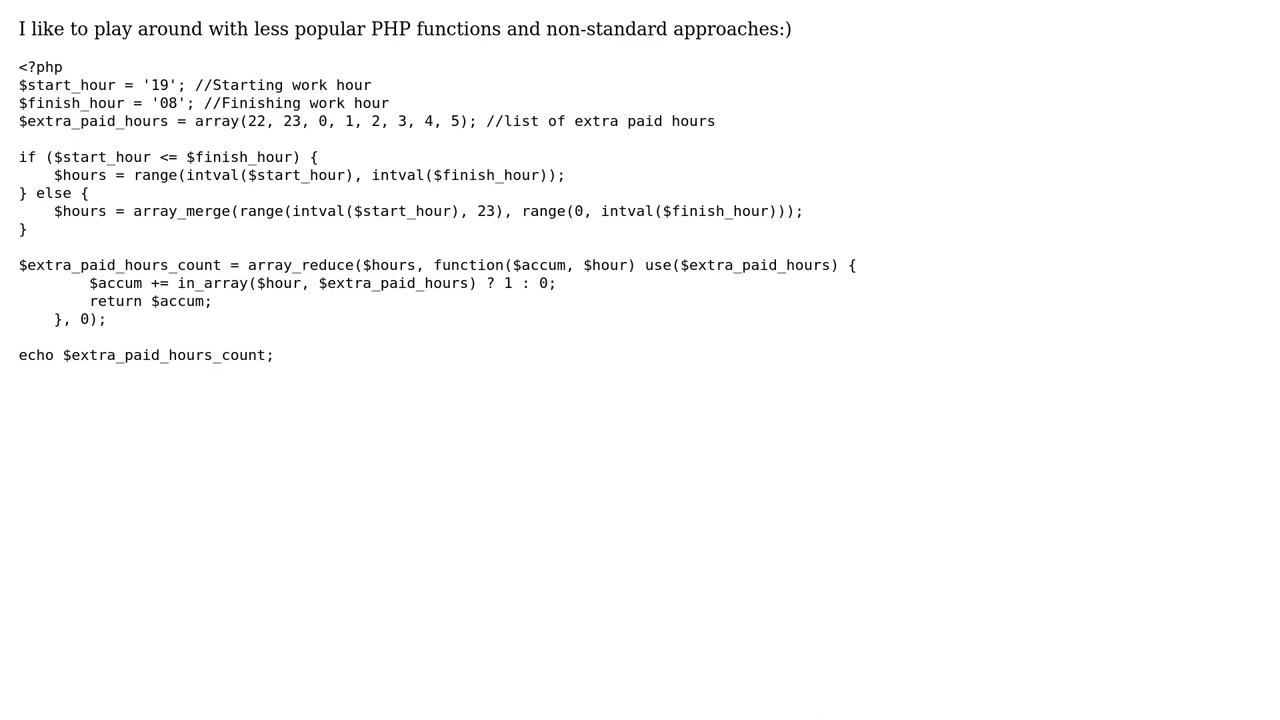 I like to play around with less popular PHP functions and non-standard approaches:)
<?php
$start_hour = '19'; //Starting work hour
$finish_hour = '08'; //Finishing work hour
$extra_paid_hours = array(22, 23, 0, 1, 2, 3, 4, 5); //list of extra paid hours

if ($start_hour <= $finish_hour) {
    $hours = range(intval($start_hour), intval($finish_hour));
} else {
    $hours = array_merge(range(intval($start_hour), 23), range(0, intval($finish_hour)));
}

$extra_paid_hours_count = array_reduce($hours, function($accum, $hour) use($extra_paid_hours) {
        $accum += in_array($hour, $extra_paid_hours) ? 1 : 0;
        return $accum;
    }, 0);

echo $extra_paid_hours_count;